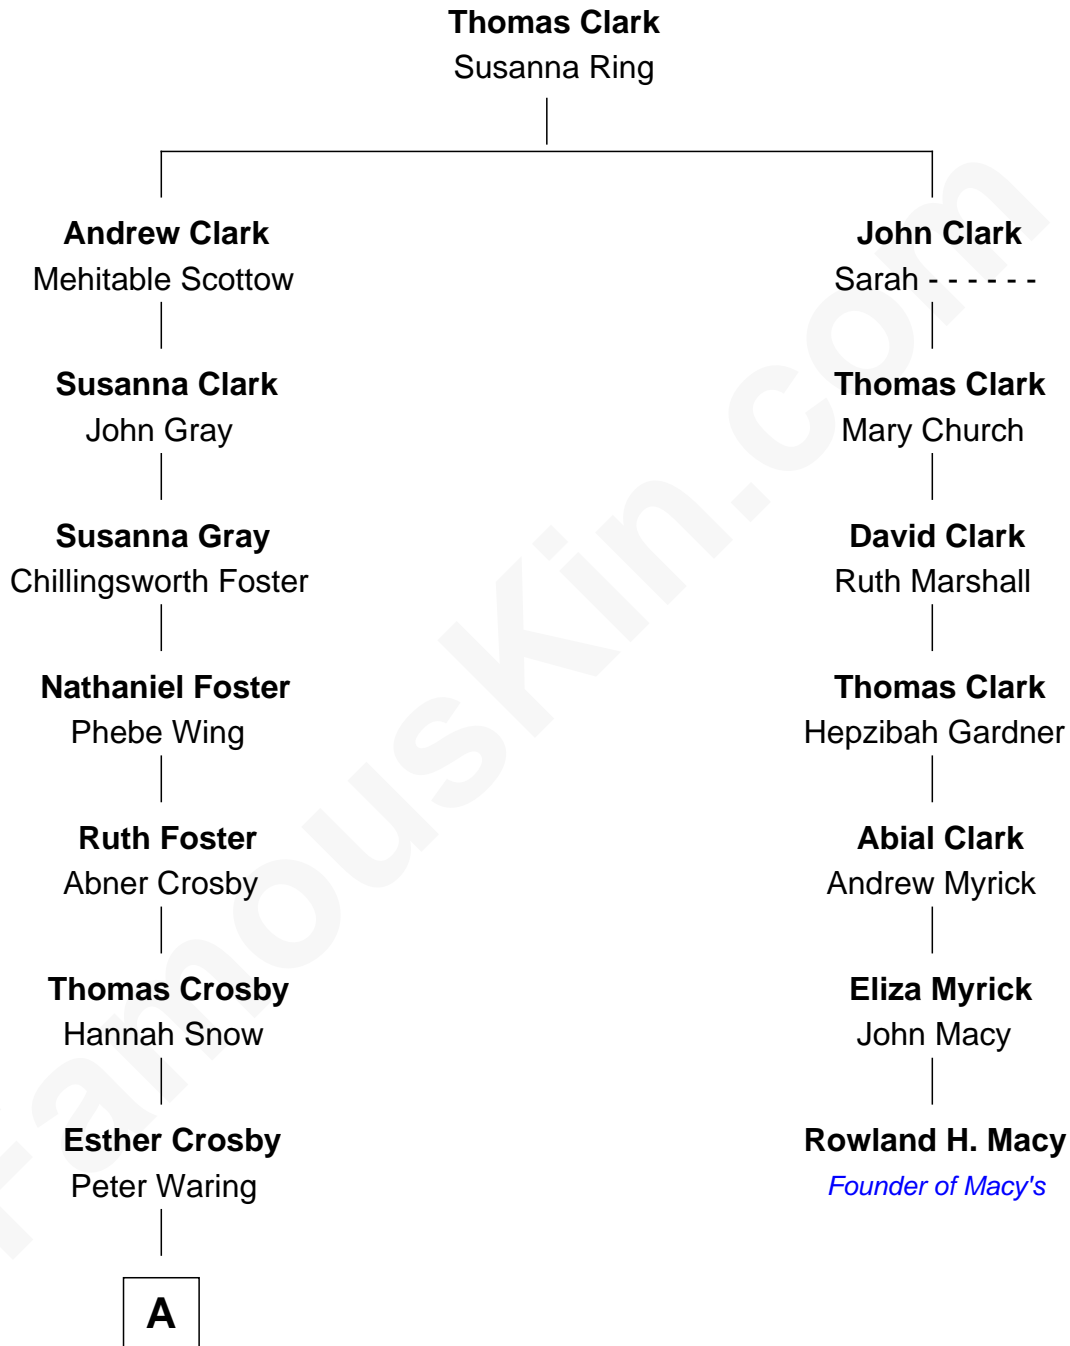 Thomas Clark
Susanna Ring
Andrew Clark
Mehitable Scottow
John Clark
Sarah - - - - - -
Susanna Clark
John Gray
Thomas Clark
Mary Church
Susanna Gray
Chillingsworth Foster
David Clark
Ruth Marshall
Nathaniel Foster
Phebe Wing
Thomas Clark
Hepzibah Gardner
Ruth Foster
Abner Crosby
Abial Clark
Andrew Myrick
Thomas Crosby
Hannah Snow
Eliza Myrick
John Macy
Esther Crosby
Peter Waring
Rowland H. Macy
Founder of Macy's
A
FamousKin.com